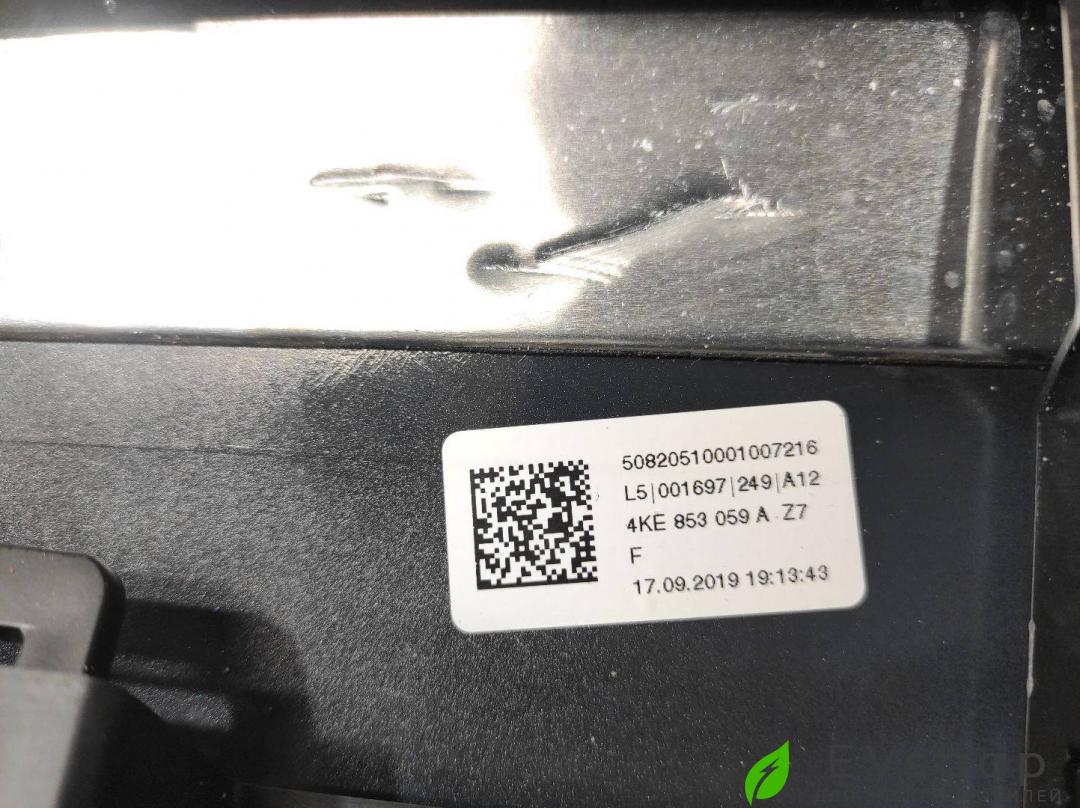 50820510001007216
L5|001697|249|A12
4KE 853 059 A Z7
F
17.09.2019 19:13:43